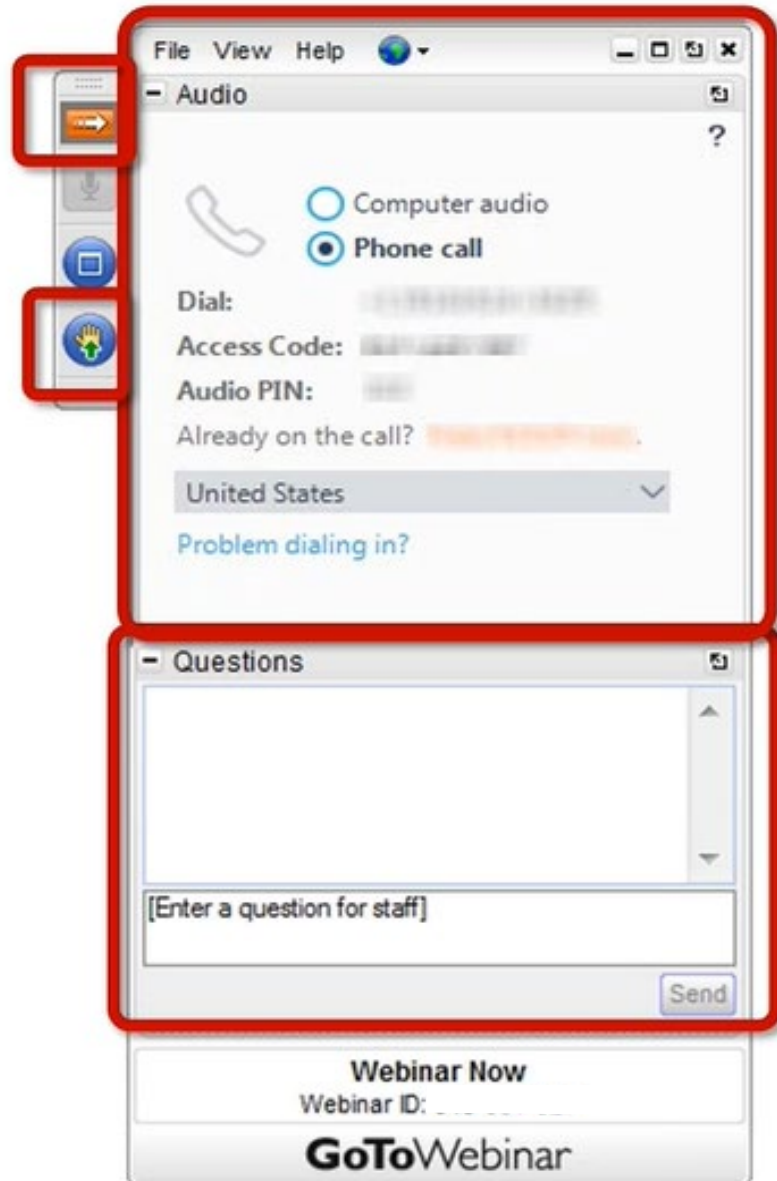 File View Help
Audio
?
Computer audio
Phone call
Dial:
Access Code:
Audio PIN:
Already on the call?
United States
Problem dialing in?
Questions
[Enter a question for staff]
Send
Webinar Now
Webinar ID:
GoToWebinar